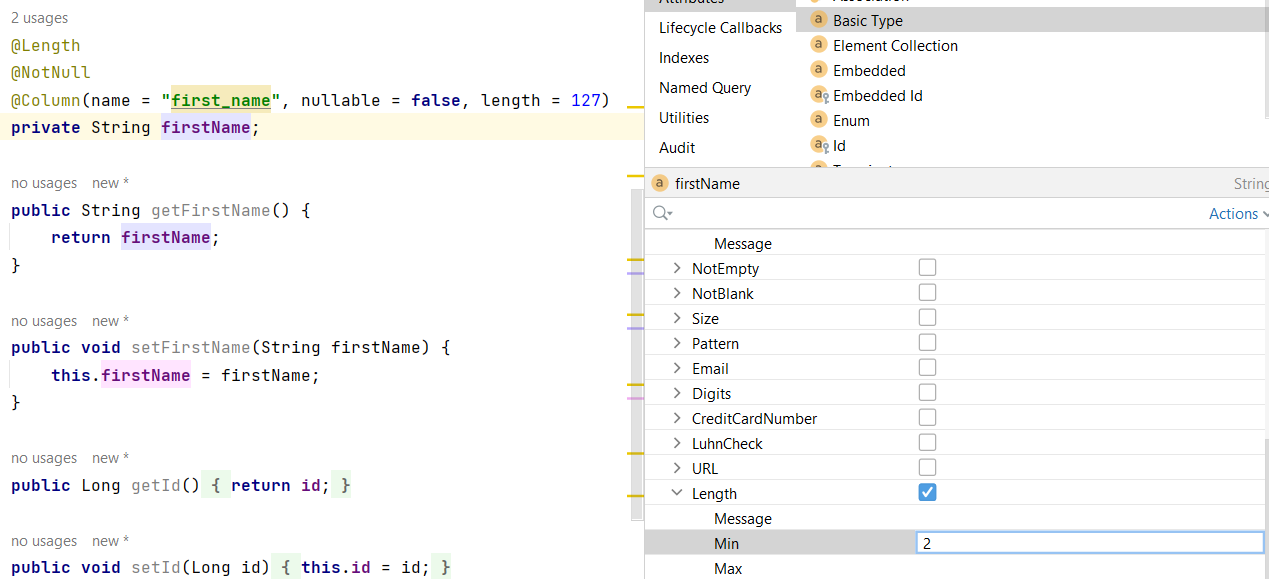 2 usages
@Length
@NotNull
@Column(name = "first_name", nullable = false, length = 127)
private String firstName;
no usages new *
public String getFirstName() {
return firstName;
}
no usages new *
public void setFirstName(String firstName) {
this.firstName = firstName;
}
no usages new *
public Long getId() { return id; }
no usages new *
public void setId(Long id) { this.id = id; }
Attributes
Lifecycle Callbacks
Indexes
Named Query
Utilities
Audit
Association
Basic Type
Element Collection
Embedded
Embedded Id
Enum
Id
firstName String
Actions
Message
NotEmpty
NotBlank
Size
Pattern
Email
Digits
CreditCardNumber
LuhnCheck
URL
Length
Message
Min 2
Max